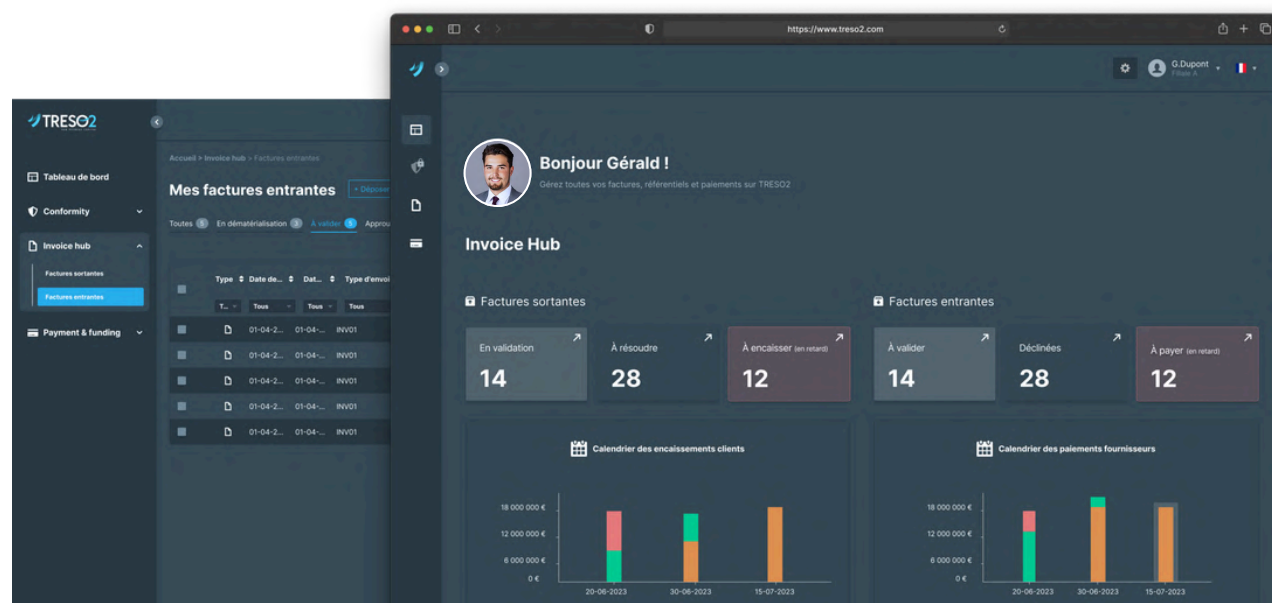 https://www.treso2.com
G.Dupont
Filiale A
TRESO2
Tableau de bord
Conformity
Invoice hub
Factures sortantes
Factures entrantes
Payment & funding
Accueil > Invoice hub > Factures entrantes
Mes factures entrantes
+ Déposer
Toutes 5 En dématérialisation 3 À valider 5 Approu
Type Date de... Dat... Type d'envoi
T... Tous Tous Tous
01-04-2... 01-04-... INV01
01-04-2... 01-04-... INV01
01-04-2... 01-04-... INV01
01-04-2... 01-04-... INV01
01-04-2... 01-04-... INV01
Bonjour Gérald !
Gérez toutes vos factures, référentiels et paiements sur TRESO2
Invoice Hub
Factures sortantes
En validation
14
À résoudre
28
À encaisser (en retard)
12
Factures entrantes
À valider
14
Déclinées
28
À payer (en retard)
12
Calendrier des encaissements clients
18 000 000 €
12 000 000 €
6 000 000 €
0 €
20-06-2023 30-06-2023 15-07-2023
Calendrier des paiements fournisseurs
18 000 000 €
12 000 000 €
6 000 000 €
0 €
20-06-2023 30-06-2023 15-07-2023